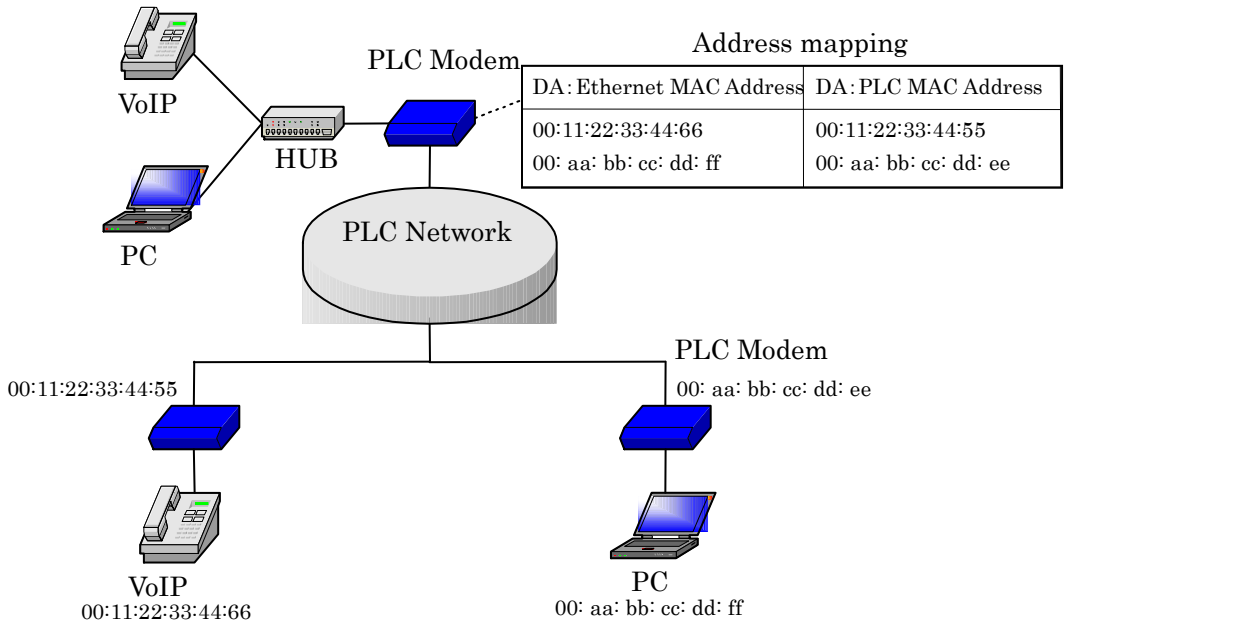 Address mapping
PLC Modem
DA: Ethernet MAC Address DA: PLC MAC Address
00:11:22:33:44:66 00:11:22:33:44:55
00: aa: bb: cc: dd: ff 00: aa: bb: cc: dd: ee
VoIP
HUB
PC
PLC Network
PLC Modem
00:11:22:33:44:55
00: aa: bb: cc: dd: ee
VoIP
00:11:22:33:44:66
PC
00: aa: bb: cc: dd: ff